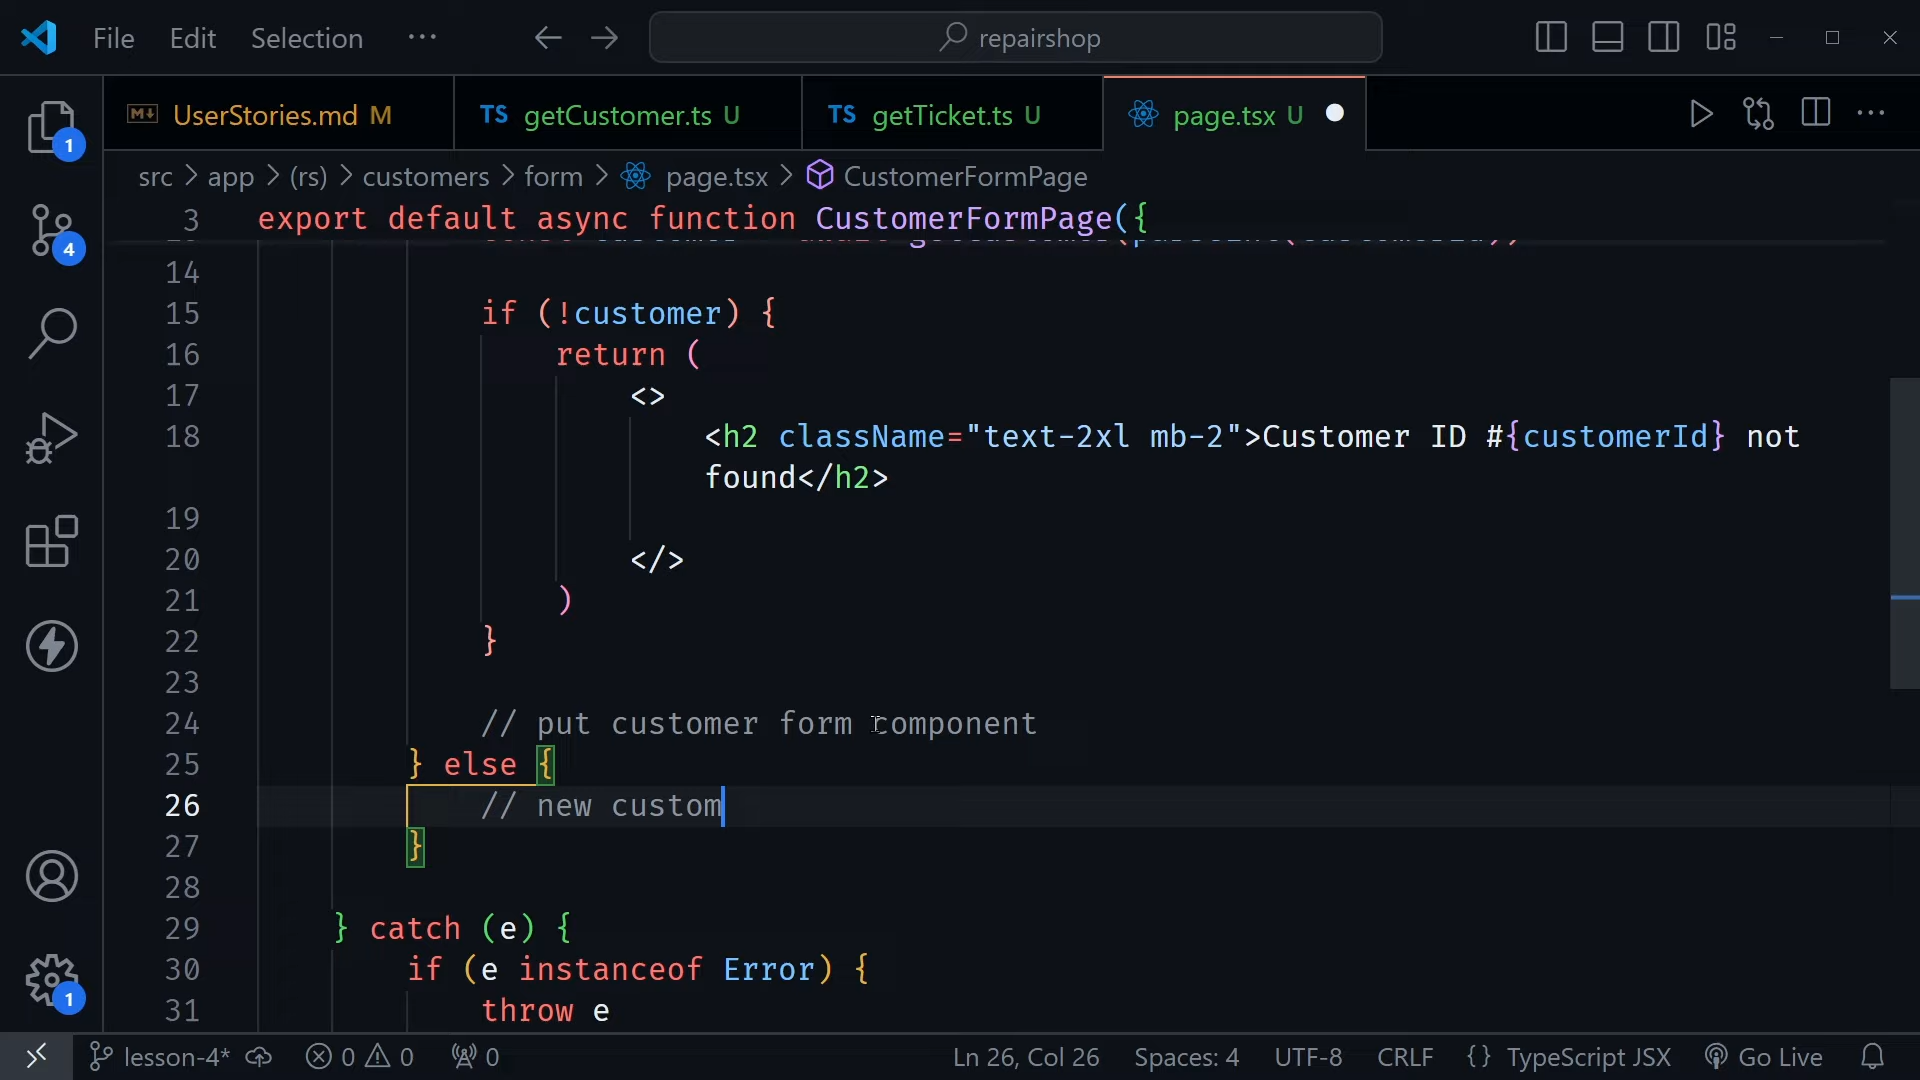 File Edit Selection ··· repairshop
UserStories.md M TS getCustomer.ts U TS getTicket.ts U page.tsx U
src > app > (rs) > customers > form > page.tsx > CustomerFormPage
3 export default async function CustomerFormPage({
14
15 if (!customer) {
16 return (
17 <>
18 <h2 className="text-2xl mb-2">Customer ID #{customerId} not
found</h2>
19
20 </>
21 )
22 }
23
24 // put customer form component
25 } else {
26 // new custom
27 }
28
29 } catch (e) {
30 if (e instanceof Error) {
31 throw e
1
4
1
lesson-4* 0 0 0 Ln 26, Col 26 Spaces: 4 UTF-8 CRLF {} TypeScript JSX Go Live